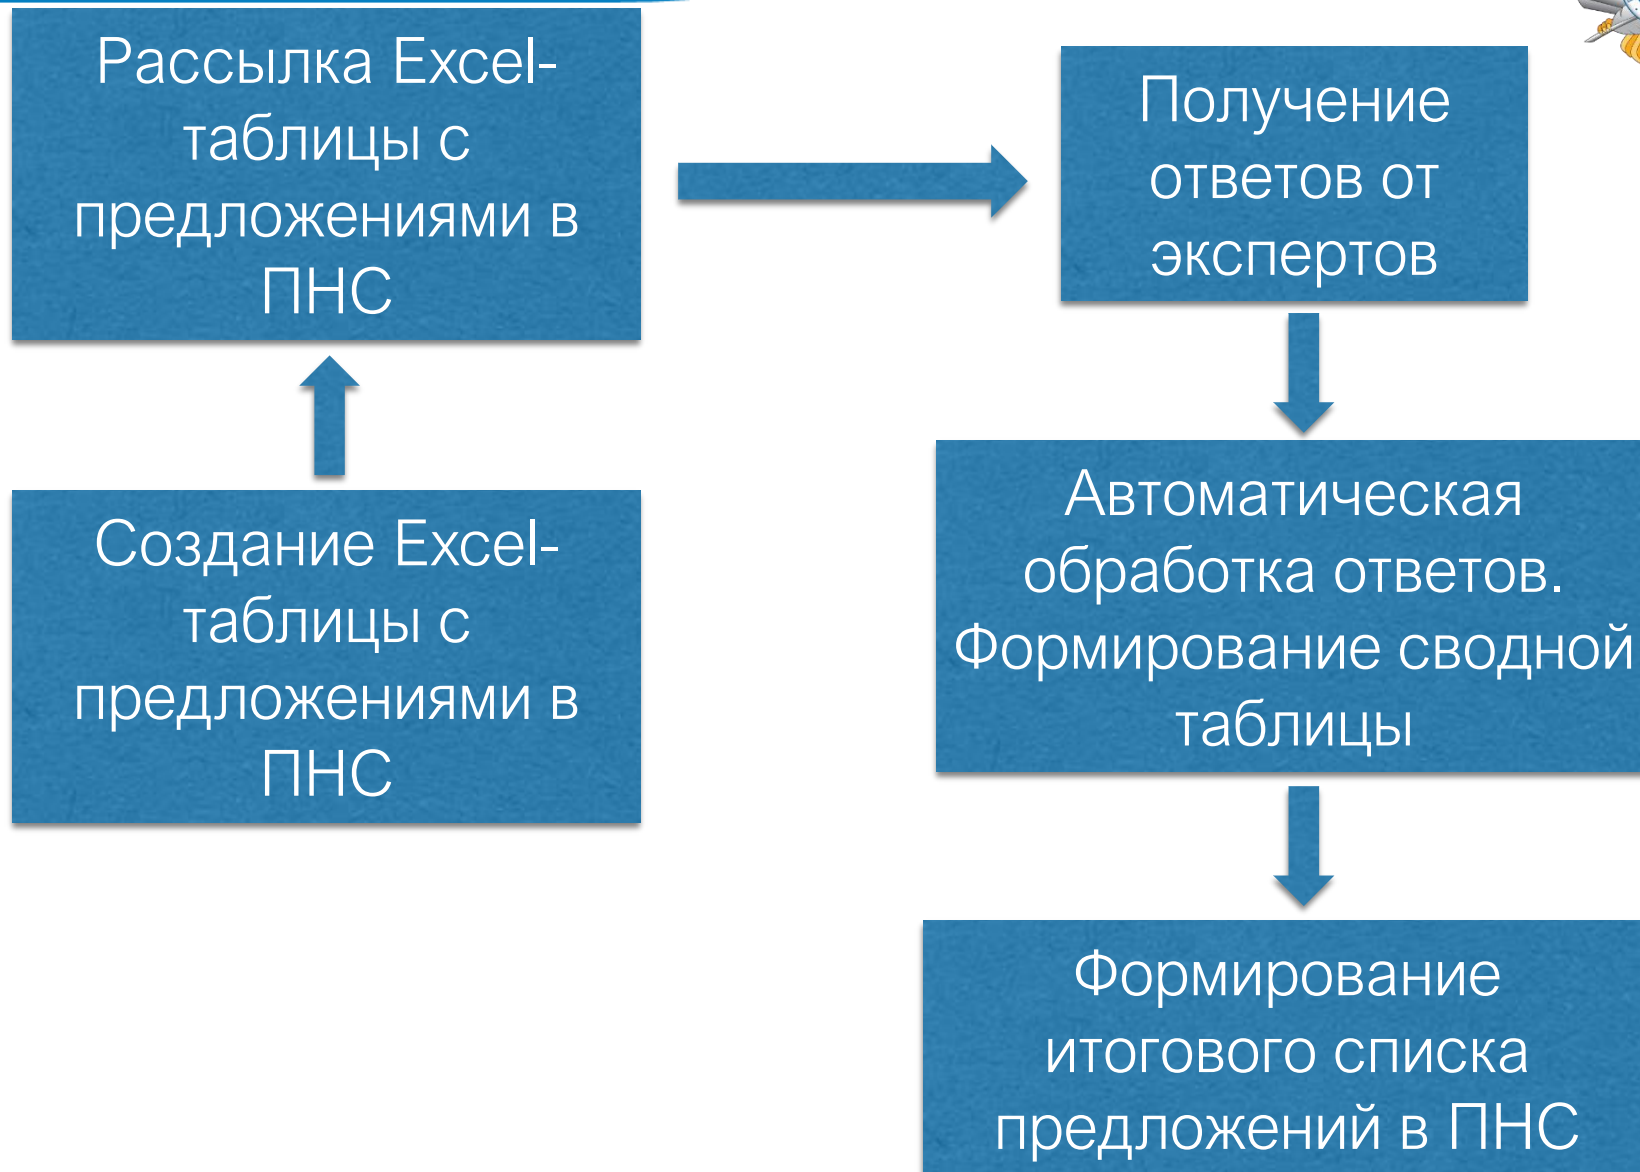 Рассылка Excel-
таблицы с
предложениями в
ПНС
Получение
ответов от
экспертов
Создание Excel-
таблицы с
предложениями в
ПНС
Автоматическая
обработка ответов.
Формирование сводной
таблицы
Формирование
итогового списка
предложений в ПНС